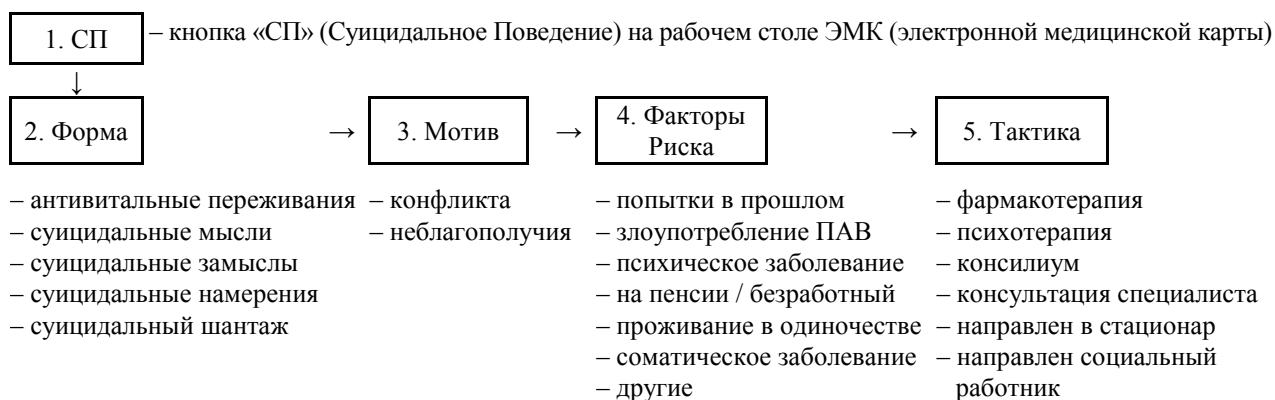 1. СП – кнопка «СП» (Суицидальное Поведение) на рабочем столе ЭМК (электронной медицинской карты)
↓
2. Форма → 3. Мотив → 4. Факторы Риска → 5. Тактика
– антивитальные переживания
– суицидальные мысли
– суицидальные замыслы
– суицидальные намерения
– суицидальный шантаж
– конфликта
– неблагополучия
– попытки в прошлом
– злоупотребление ПАВ
– психическое заболевание
– на пенсии / безработный
– проживание в одиночестве
– соматическое заболевание
– другие
– фармакотерапия
– психотерапия
– консилиум
– консультация специалиста
– направлен в стационар
– направлен социальный
работник